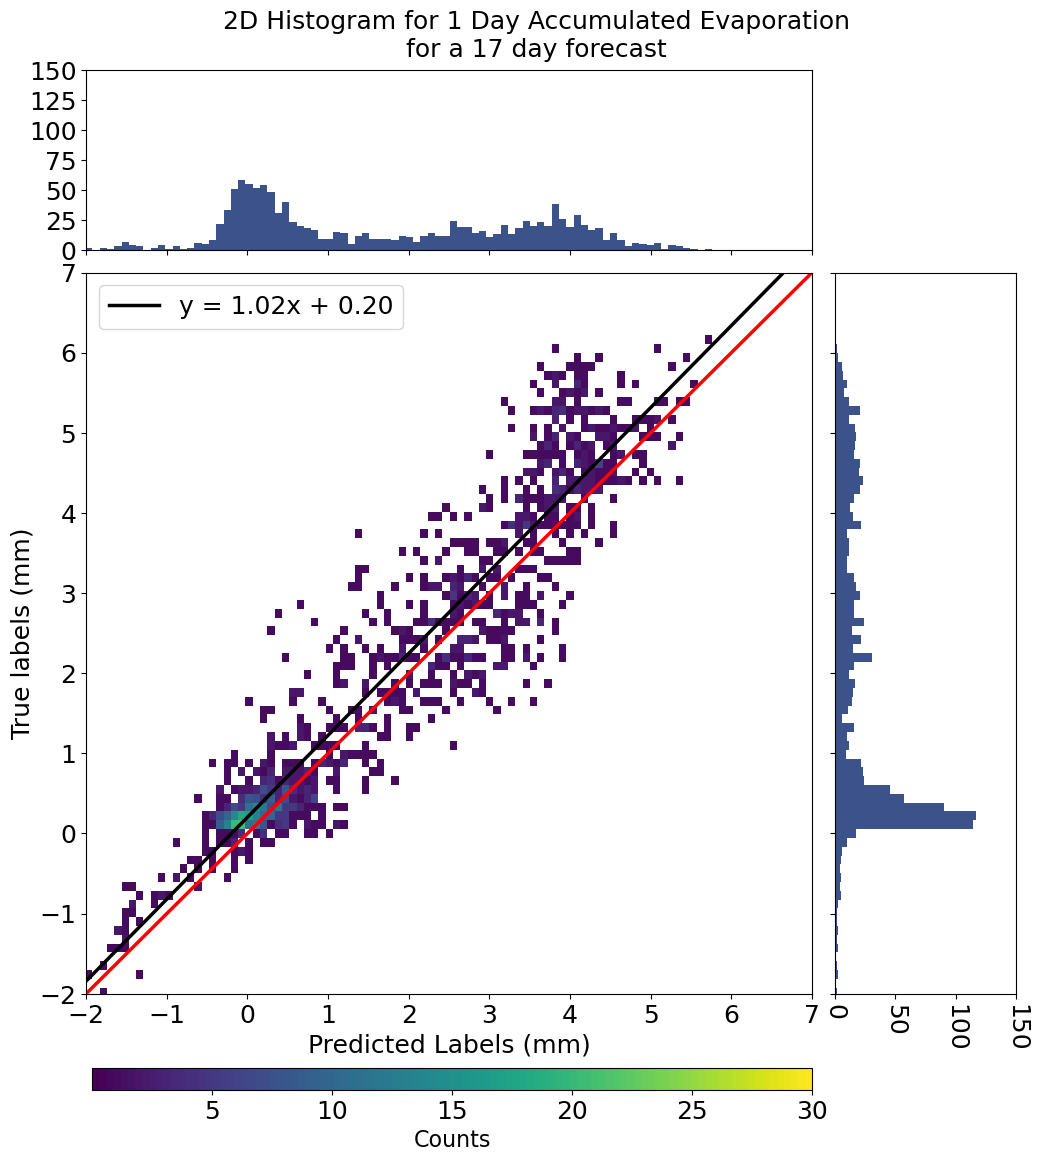 2D Histogram for 1 Day Accumulated Evaporation
for a 17 day forecast
150
125
100
75
50
25
0
7
6
5
4
3
2
1
0
−1
−2
True labels (mm)
y = 1.02x + 0.20
−2 −1 0 1 2 3 4 5 6 7
Predicted Labels (mm)
0 50 100 150
5 10 15 20 25 30
Counts